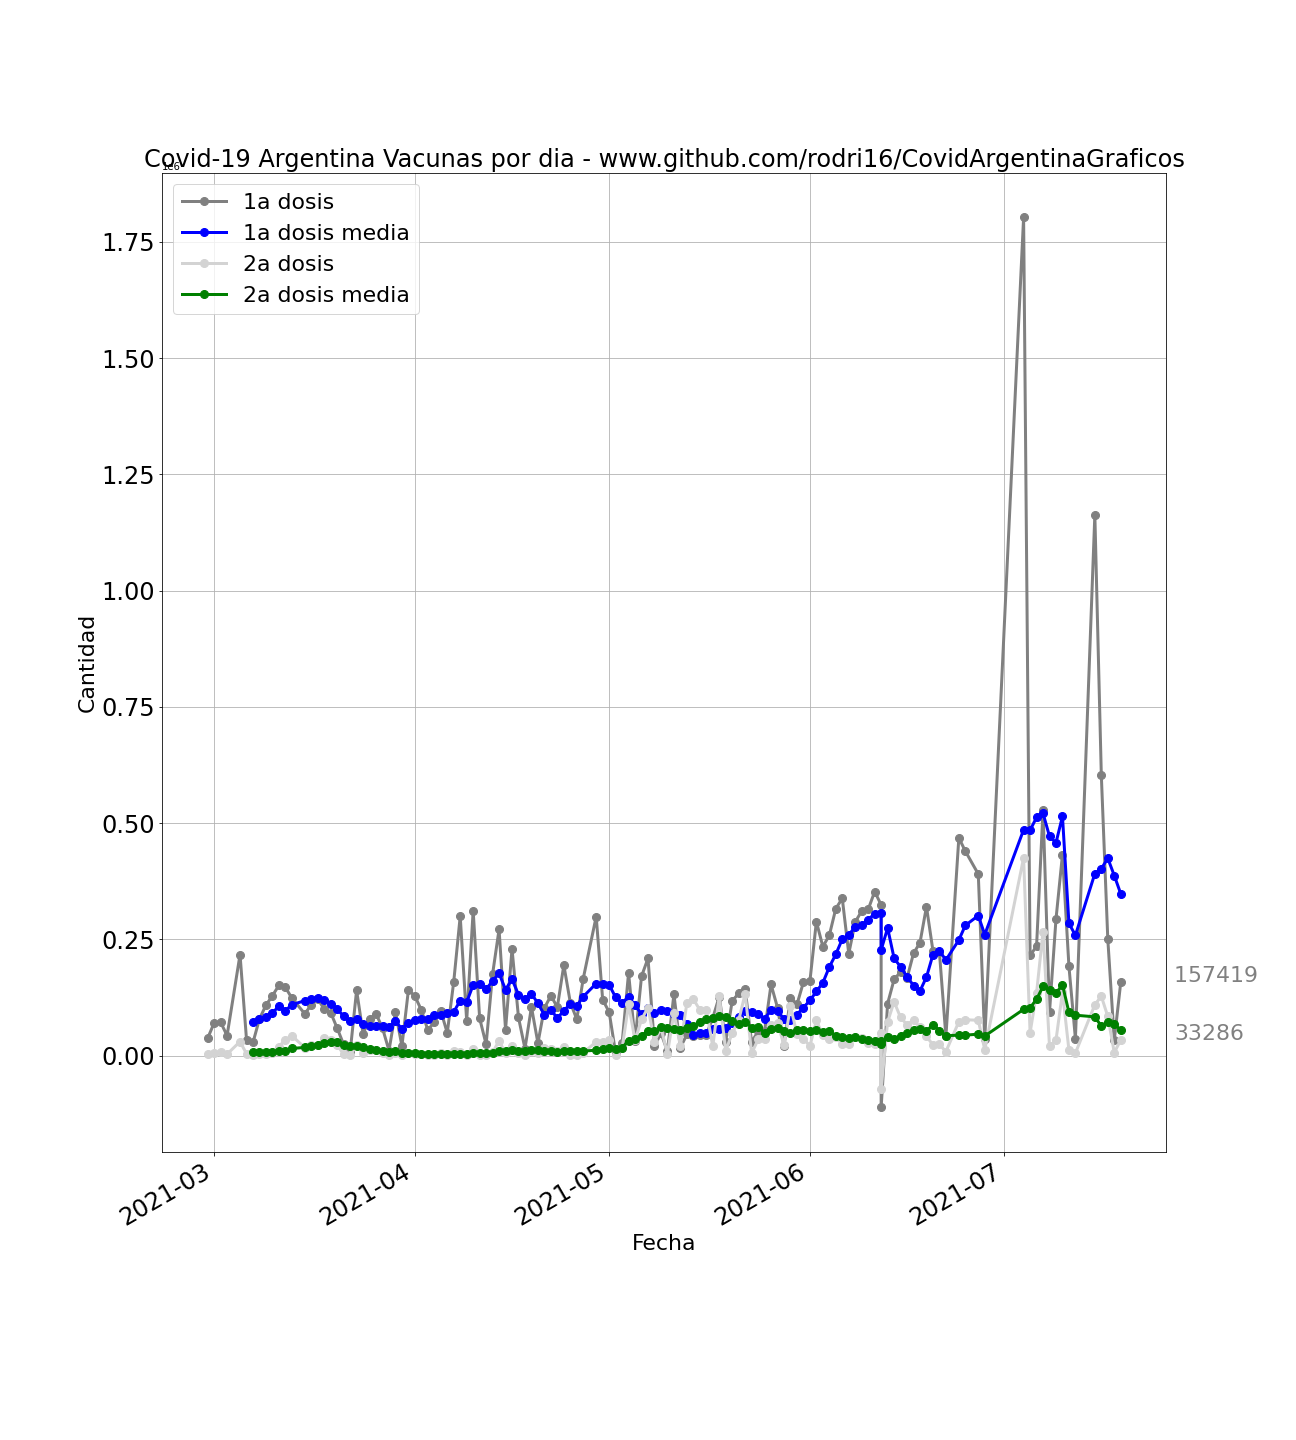 Covid-19 Argentina Vacunas por dia - www.github.com/rodri16/CovidArgentinaGraficos
1e6
1a dosis
1a dosis media
2a dosis
2a dosis media
1.75
1.50
1.25
1.00
0.75
0.50
0.25
0.00
Cantidad
157419
33286
2021-03
2021-04
2021-05
2021-06
2021-07
Fecha